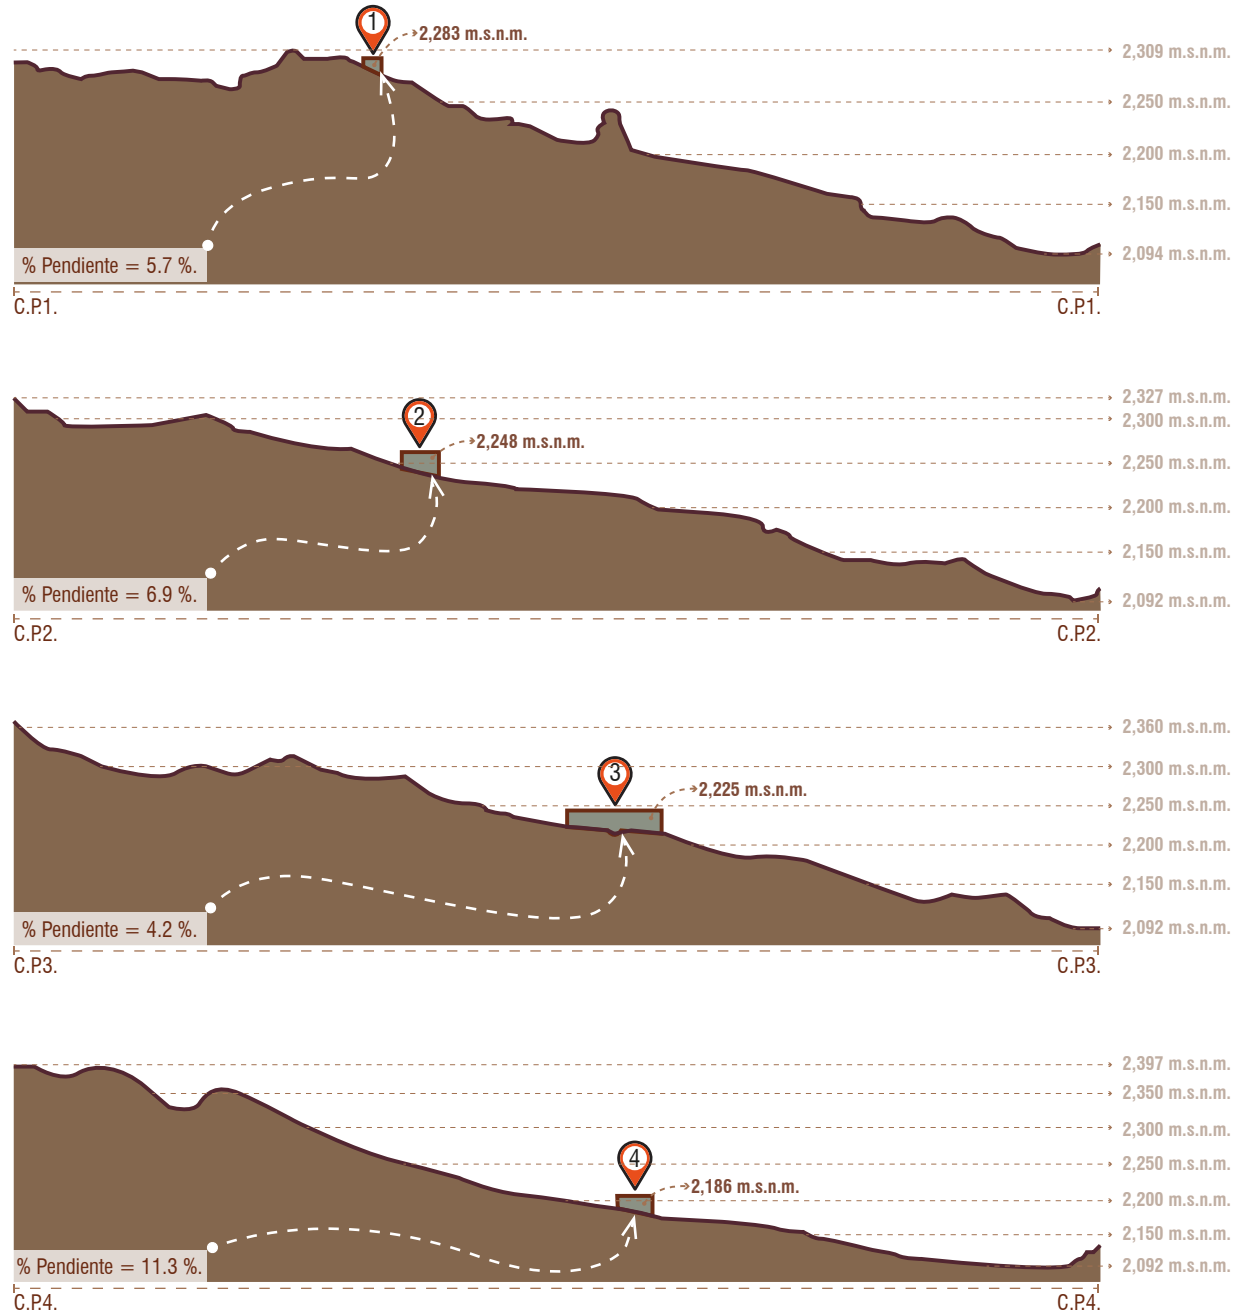 1
2,283 m.s.n.m.
2,309 m.s.n.m.
2,250 m.s.n.m.
2,200 m.s.n.m.
2,150 m.s.n.m.
2,094 m.s.n.m.
% Pendiente = 5.7 %.
C.P.1. C.P.1.
2,327 m.s.n.m.
2
2,300 m.s.n.m.
2,248 m.s.n.m.
2,250 m.s.n.m.
2,200 m.s.n.m.
2,150 m.s.n.m.
% Pendiente = 6.9 %.
2,092 m.s.n.m.
C.P.2. C.P.2.
2,360 m.s.n.m.
2,300 m.s.n.m.
3
2,225 m.s.n.m.
2,250 m.s.n.m.
2,200 m.s.n.m.
2,150 m.s.n.m.
% Pendiente = 4.2 %.
2,092 m.s.n.m.
C.P.3. C.P.3.
2,397 m.s.n.m.
2,350 m.s.n.m.
2,300 m.s.n.m.
4
2,250 m.s.n.m.
2,186 m.s.n.m.
2,200 m.s.n.m.
2,150 m.s.n.m.
% Pendiente = 11.3 %.
2,092 m.s.n.m.
C.P.4. C.P.4.